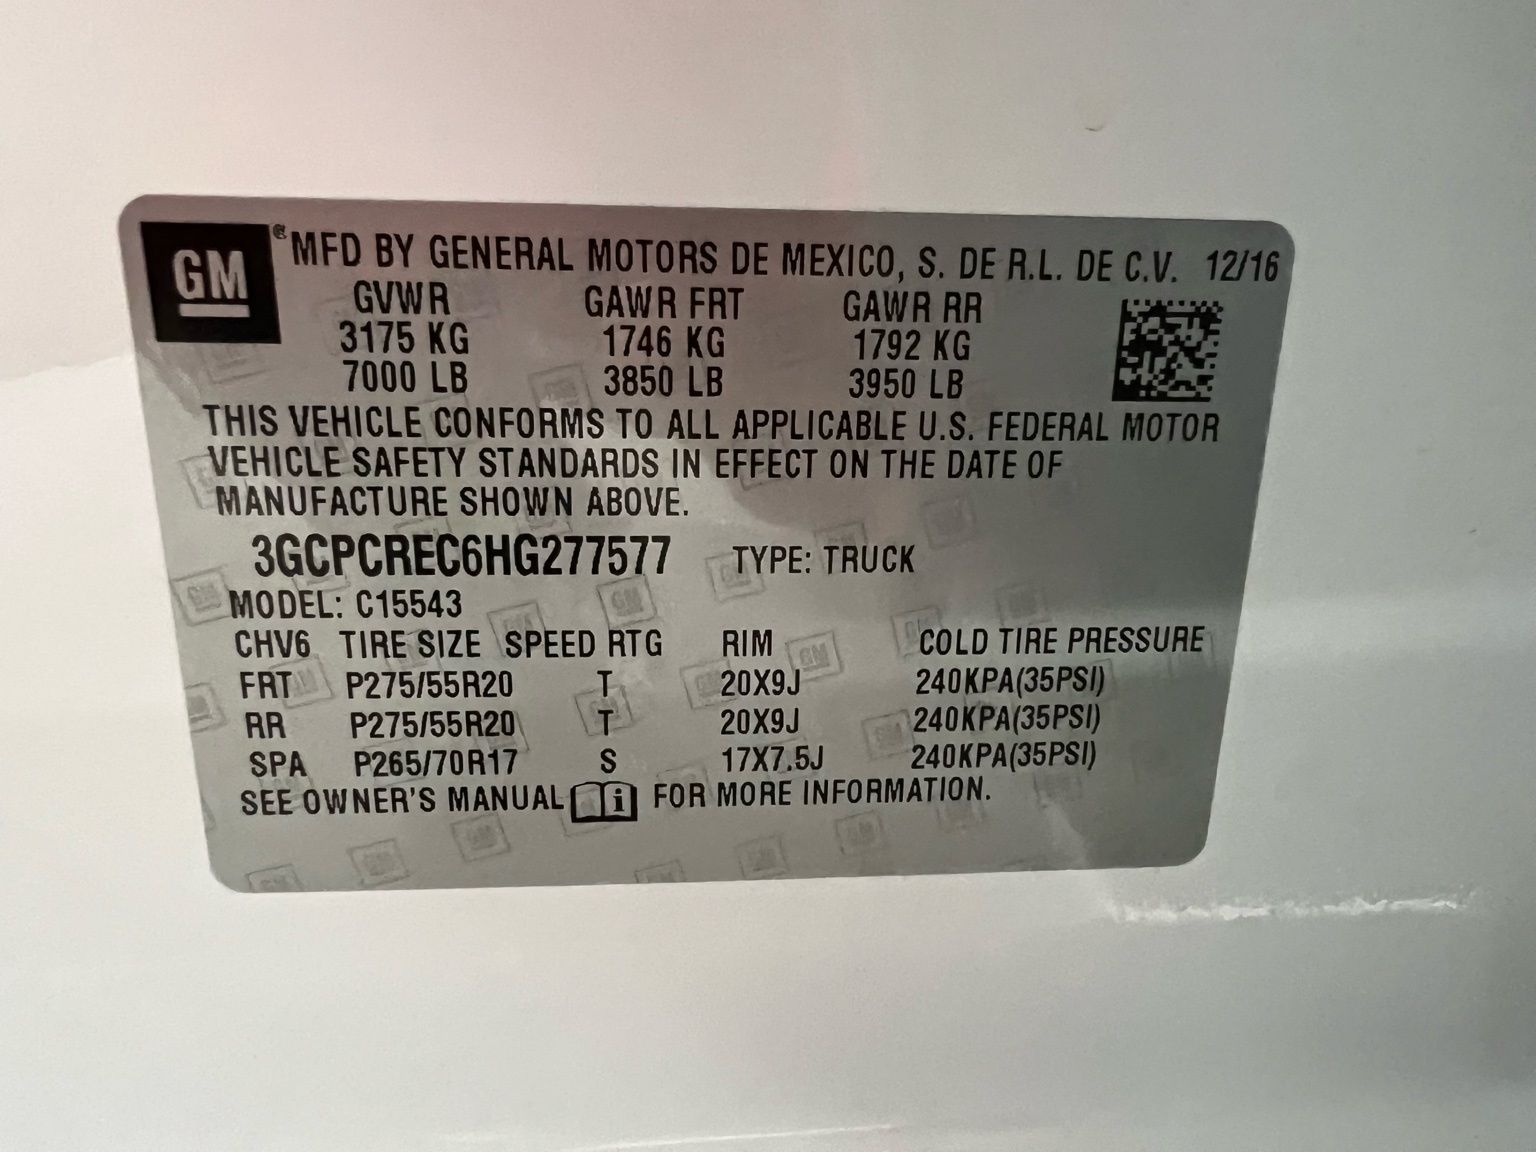 GM ® MFD BY GENERAL MOTORS DE MEXICO, S. DE R.L. DE C.V. 12/16
GVWR GAWR FRT GAWR RR
3175 KG 1746 KG 1792 KG
7000 LB 3850 LB 3950 LB
THIS VEHICLE CONFORMS TO ALL APPLICABLE U.S. FEDERAL MOTOR
VEHICLE SAFETY STANDARDS IN EFFECT ON THE DATE OF
MANUFACTURE SHOWN ABOVE.
3GCPCREC6HG277577 TYPE: TRUCK
MODEL: C15543
CHV6 TIRE SIZE SPEED RTG RIM COLD TIRE PRESSURE
FRT P275/55R20 T 20X9J 240KPA(35PSI)
RR P275/55R20 T 20X9J 240KPA(35PSI)
SPA P265/70R17 S 17X7.5J 240KPA(35PSI)
SEE OWNER'S MANUAL i FOR MORE INFORMATION.